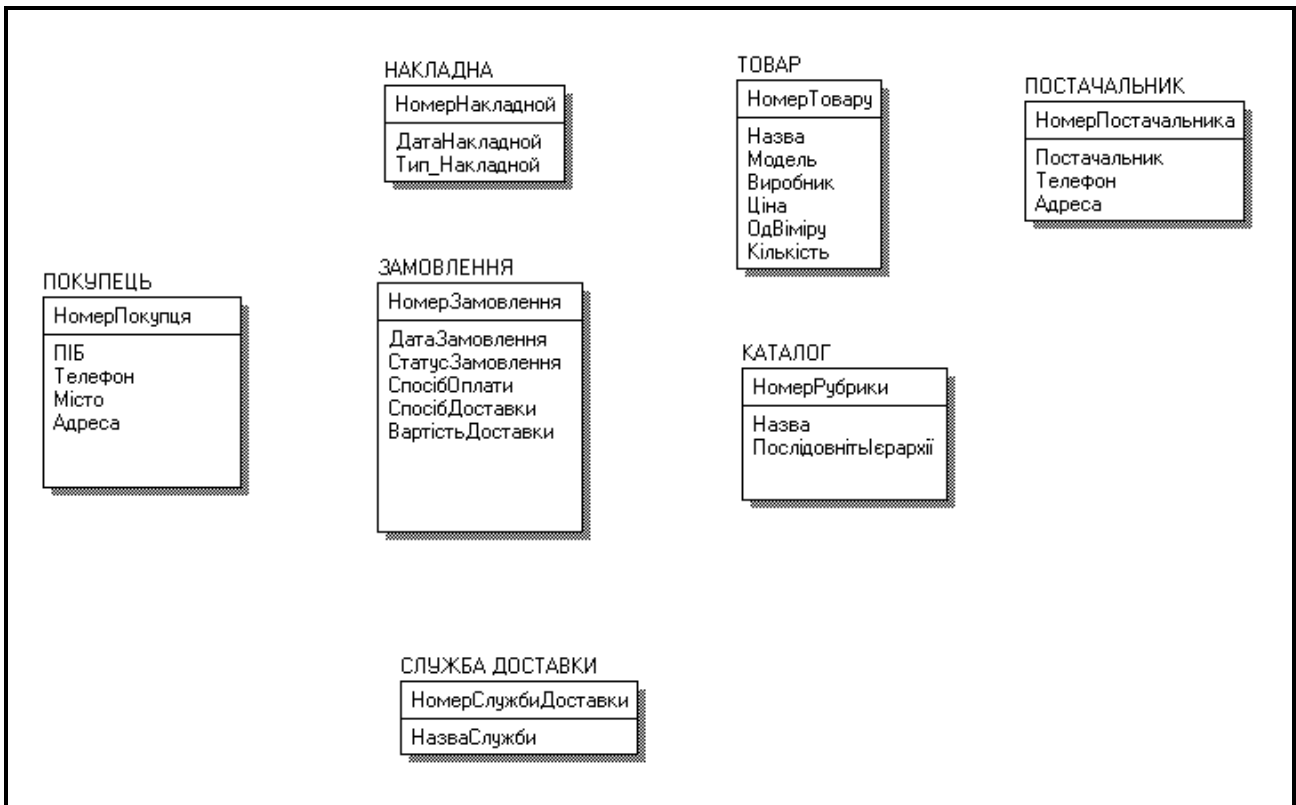 НАКЛАДНА
НомерНакладной
ДатаНакладной
Тип_Накладной
ТОВАР
НомерТовару
Назва
Модель
Виробник
Ціна
ОдВіміру
Кількість
ПОСТАЧАЛЬНИК
НомерПостачальника
Постачальник
Телефон
Адреса
ПОКУПЕЦЬ
НомерПокупця
ПІБ
Телефон
Місто
Адреса
ЗАМОВЛЕННЯ
НомерЗамовлення
ДатаЗамовлення
СтатусЗамовлення
СпосібОплати
СпосібДоставки
ВартістьДоставки
КАТАЛОГ
НомерРубрики
Назва
ПослідовнітьІєрархії
СЛУЖБА ДОСТАВКИ
НомерСлужбиДоставки
НазваСлужби